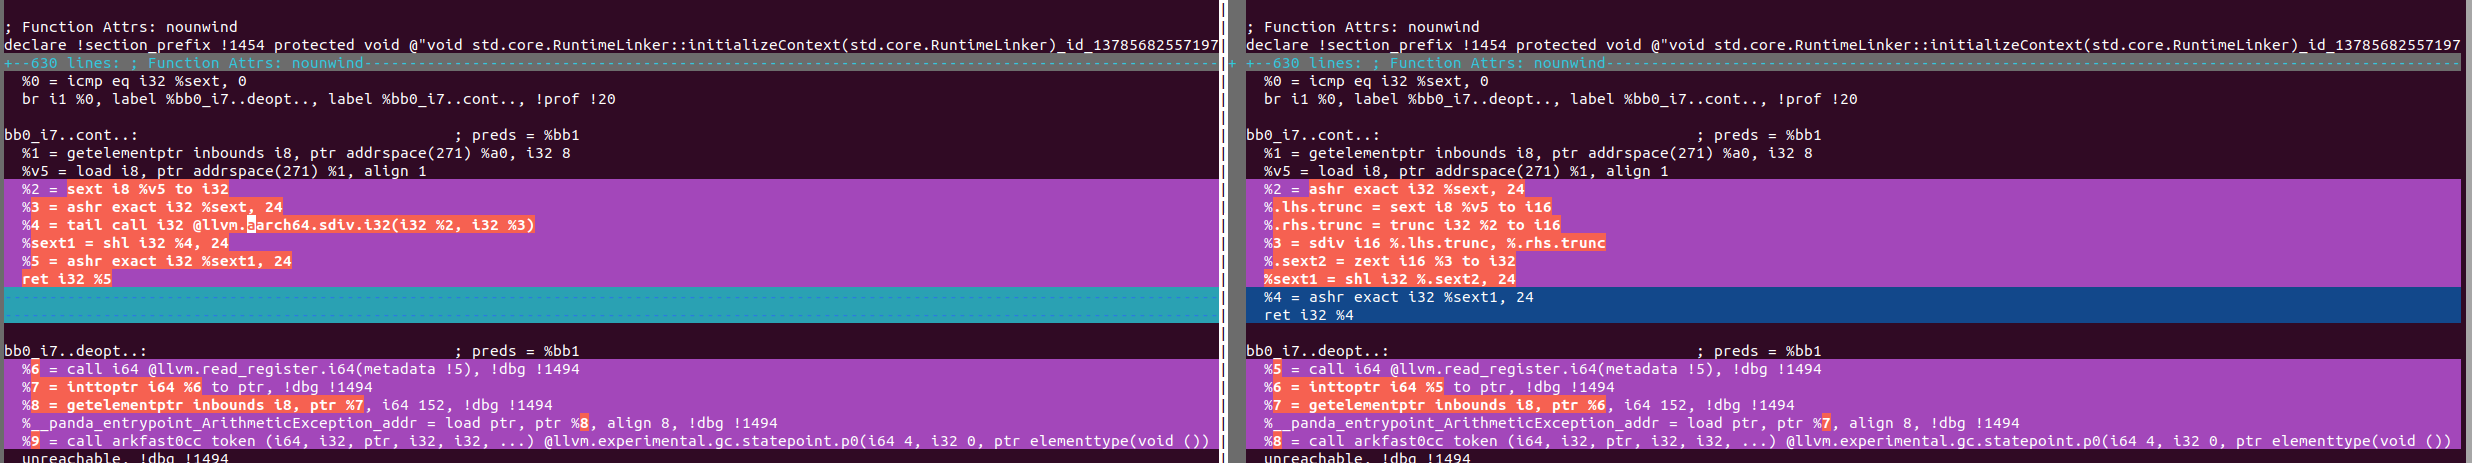 ; Function Attrs: nounwind
declare !section_prefix !1454 protected void @"void std.core.RuntimeLinker::initializeContext(std.core.RuntimeLinker)_id_13785682557197
+--630 lines: ; Function Attrs: nounwind
%0 = icmp eq i32 %sext, 0
br i1 %0, label %bb0_i7..deopt.., label %bb0_i7..cont.., !prof !20
bb0_i7..cont..: ; preds = %bb1
%1 = getelementptr inbounds i8, ptr addrspace(271) %a0, i32 8
%v5 = load i8, ptr addrspace(271) %1, align 1
%2 = sext i8 %v5 to i32
%3 = ashr exact i32 %sext, 24
%4 = tail call i32 @llvm.aarch64.sdiv.i32(i32 %2, i32 %3)
%sext1 = shl i32 %4, 24
%5 = ashr exact i32 %sext1, 24
ret i32 %5
bb0_i7..deopt..: ; preds = %bb1
%6 = call i64 @llvm.read_register.i64(metadata !5), !dbg !1494
%7 = inttoptr i64 %6 to ptr, !dbg !1494
%8 = getelementptr inbounds i8, ptr %7, i64 152, !dbg !1494
%__panda_entrypoint_ArithmeticException_addr = load ptr, ptr %8, align 8, !dbg !1494
%9 = call arkfast0cc token (i64, i32, ptr, i32, i32, ...) @llvm.experimental.gc.statepoint.p0(i64 4, i32 0, ptr elementtype(void ())
unreachable, !dbg !1494
; Function Attrs: nounwind
declare !section_prefix !1454 protected void @"void std.core.RuntimeLinker::initializeContext(std.core.RuntimeLinker)_id_13785682557197
+ +--630 lines: ; Function Attrs: nounwind
%0 = icmp eq i32 %sext, 0
br i1 %0, label %bb0_i7..deopt.., label %bb0_i7..cont.., !prof !20
bb0_i7..cont..: ; preds = %bb1
%1 = getelementptr inbounds i8, ptr addrspace(271) %a0, i32 8
%v5 = load i8, ptr addrspace(271) %1, align 1
%2 = ashr exact i32 %sext, 24
%.lhs.trunc = sext i8 %v5 to i16
%.rhs.trunc = trunc i32 %2 to i16
%3 = sdiv i16 %.lhs.trunc, %.rhs.trunc
%.sext2 = zext i16 %3 to i32
%sext1 = shl i32 %.sext2, 24
%4 = ashr exact i32 %sext1, 24
ret i32 %4
bb0_i7..deopt..: ; preds = %bb1
%5 = call i64 @llvm.read_register.i64(metadata !5), !dbg !1494
%6 = inttoptr i64 %5 to ptr, !dbg !1494
%7 = getelementptr inbounds i8, ptr %6, i64 152, !dbg !1494
%__panda_entrypoint_ArithmeticException_addr = load ptr, ptr %7, align 8, !dbg !1494
%8 = call arkfast0cc token (i64, i32, ptr, i32, i32, ...) @llvm.experimental.gc.statepoint.p0(i64 4, i32 0, ptr elementtype(void ())
unreachable, !dbg !1494